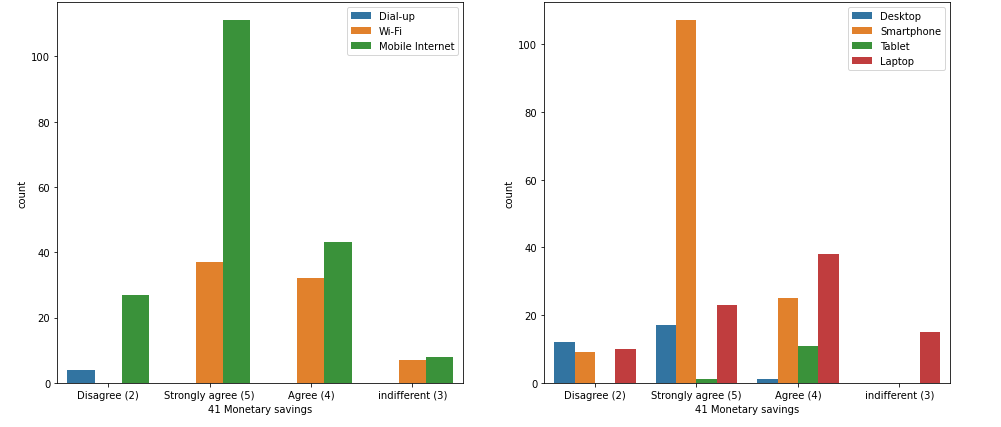 Dial-up
Wi-Fi
Mobile Internet
count
100
80
60
40
20
0
Disagree (2) Strongly agree (5) Agree (4) indifferent (3)
41 Monetary savings
Desktop
Smartphone
Tablet
Laptop
count
100
80
60
40
20
0
Disagree (2) Strongly agree (5) Agree (4) indifferent (3)
41 Monetary savings